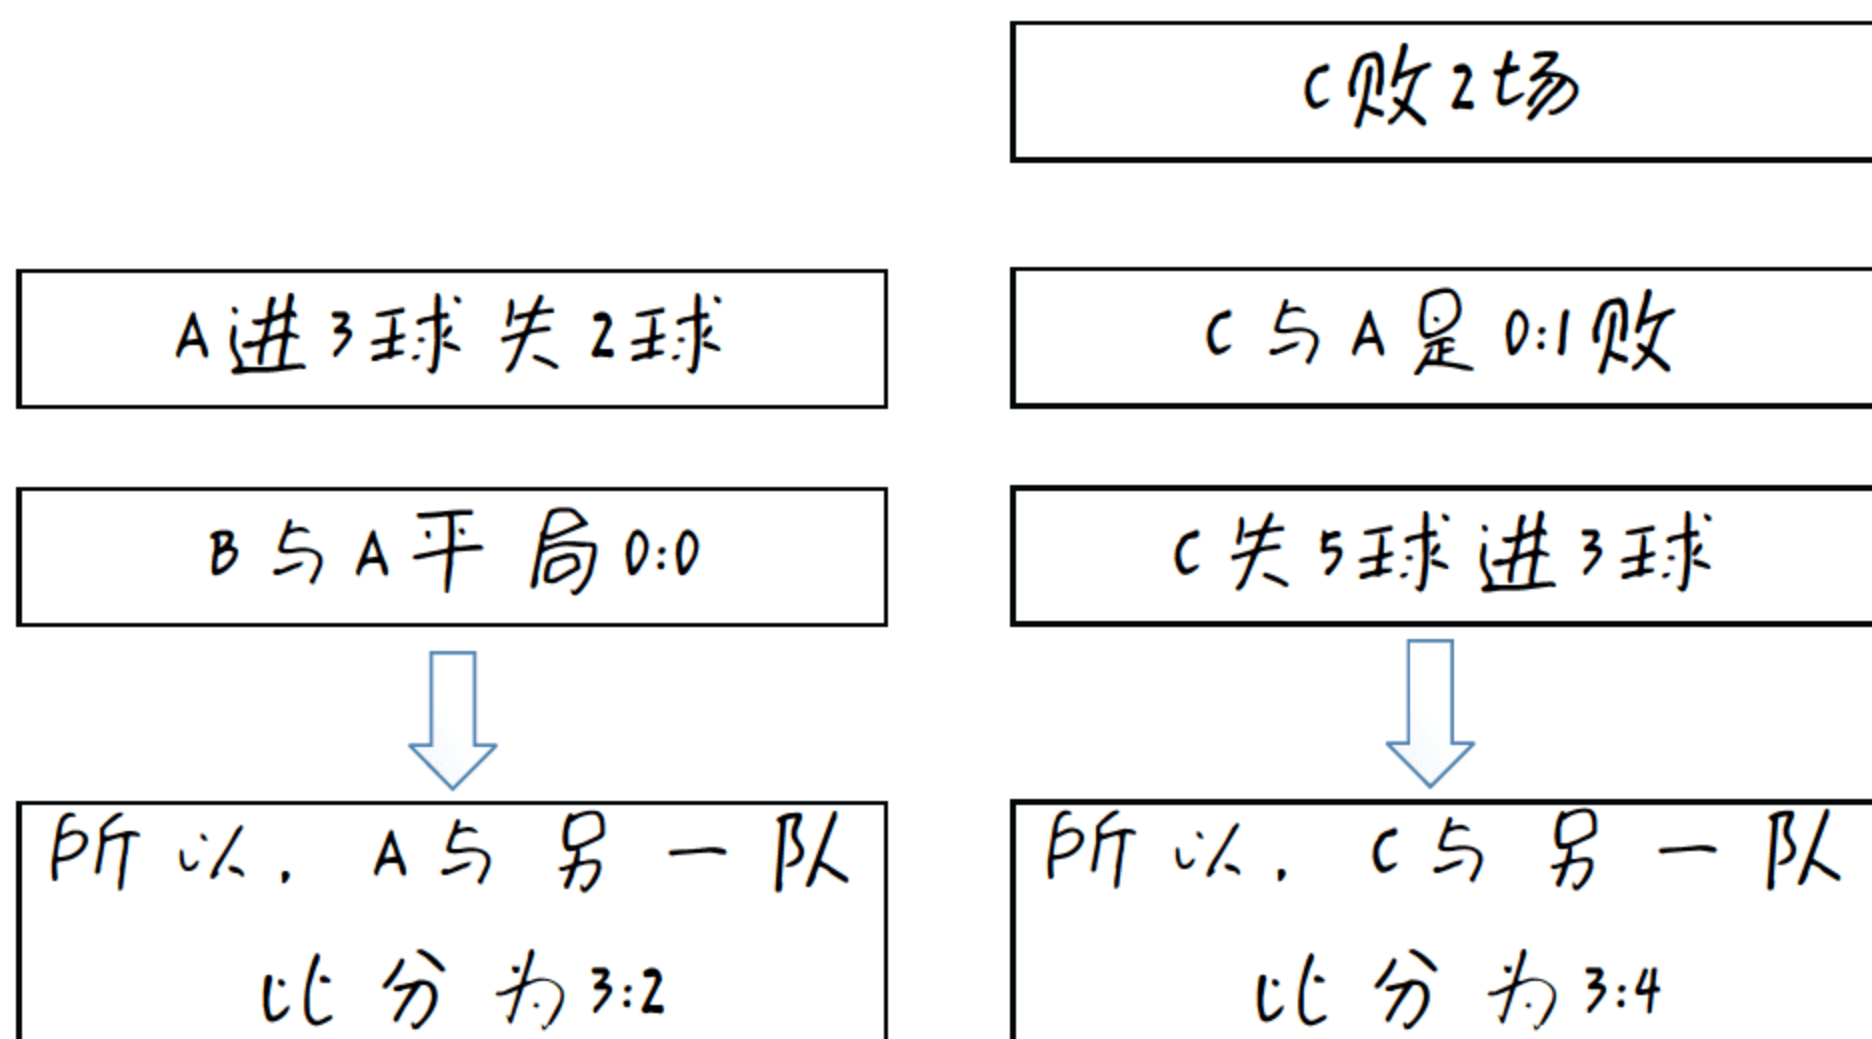 C败2场
A进3球失2球
C与A是0:1败
B与A平局0:0
C失5球进3球
所以,A与另一队
比分为3:2
所以,C与另一队
比分为3:4